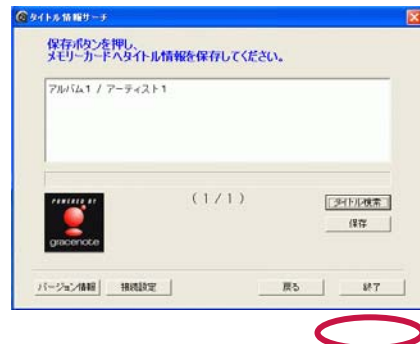 タイトル情報サーチ
保存ボタンを押し、
メモリーカードへタイトル情報を保存してください。
アルバム1 / アーティスト1
(1/1)
POWERED BY
gracenote
タイトル検索
保存
バージョン情報
接続設定
戻る
終了